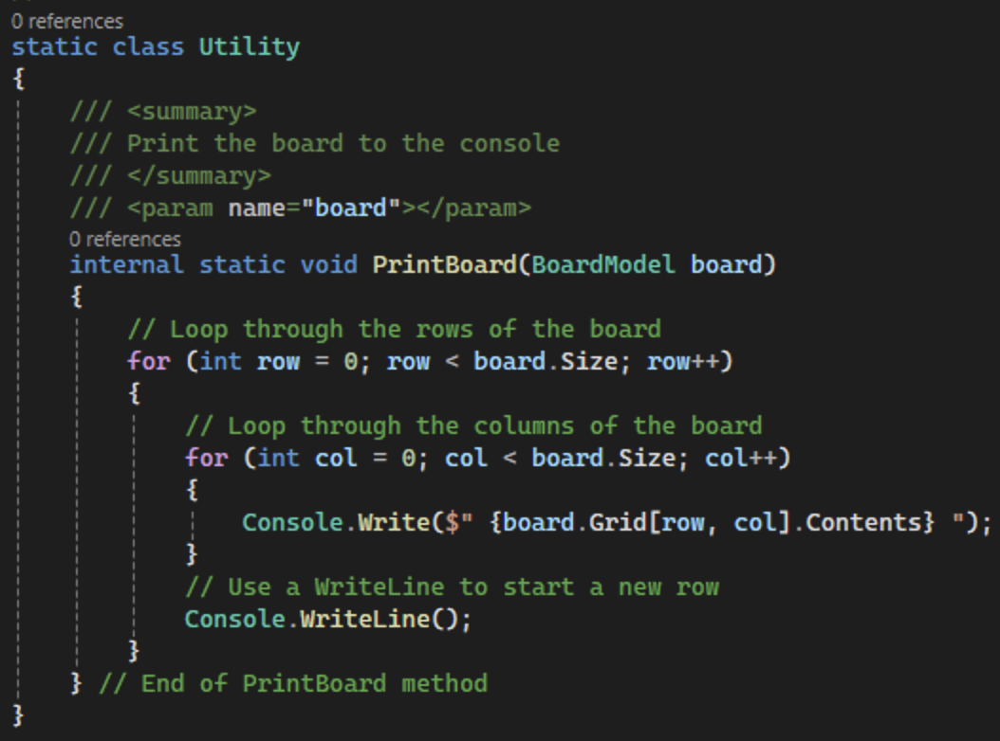 0 references
static class Utility
{
    /// <summary>
    /// Print the board to the console
    /// </summary>
    /// <param name="board"></param>
    0 references
    internal static void PrintBoard(BoardModel board)
    {
        // Loop through the rows of the board
        for (int row = 0; row < board.Size; row++)
        {
            // Loop through the columns of the board
            for (int col = 0; col < board.Size; col++)
            {
                Console.Write($" {board.Grid[row, col].Contents} ");
            }
            // Use a WriteLine to start a new row
            Console.WriteLine();
        }
    } // End of PrintBoard method
}